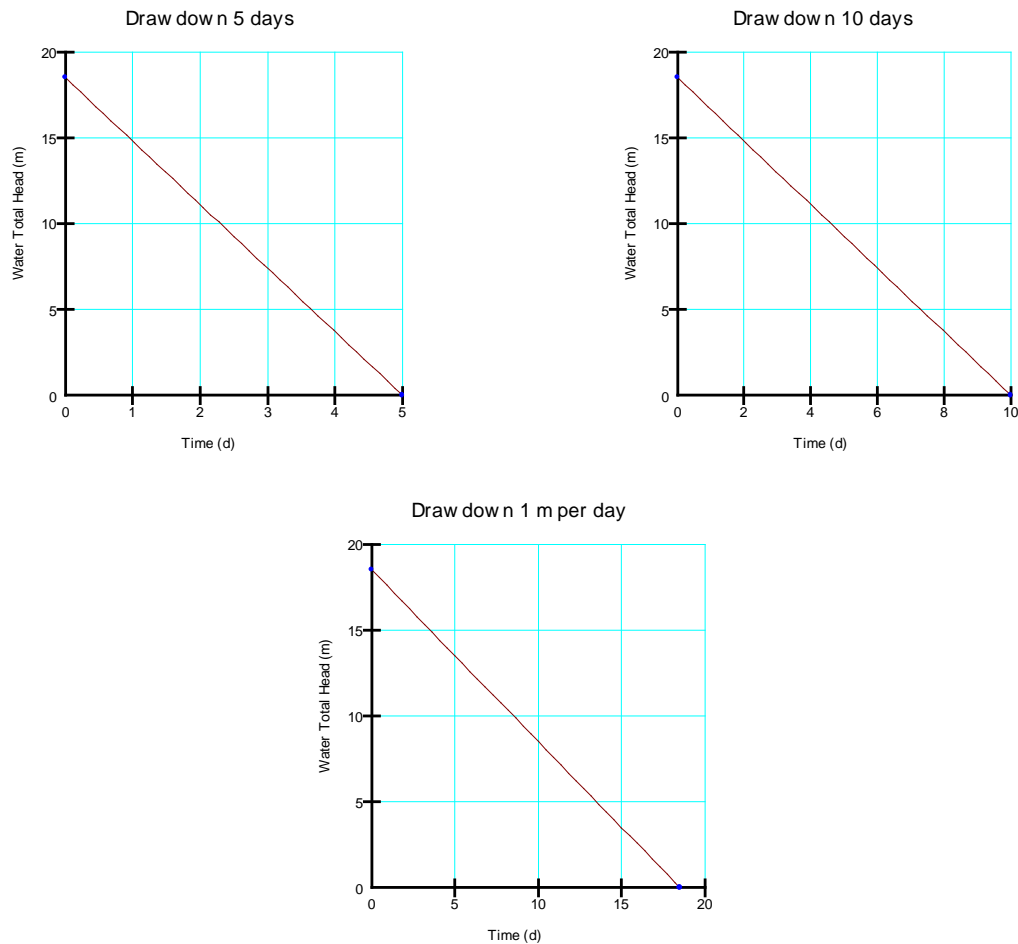 Draw dow n 5 days
20
15
10
5
0
Water Total Head (m)
0 1 2 3 4 5
Time (d)
Draw dow n 10 days
20
15
10
5
0
Water Total Head (m)
0 2 4 6 8 10
Time (d)
Draw dow n 1 m per day
20
15
10
5
0
Water Total Head (m)
0 5 10 15 20
Time (d)